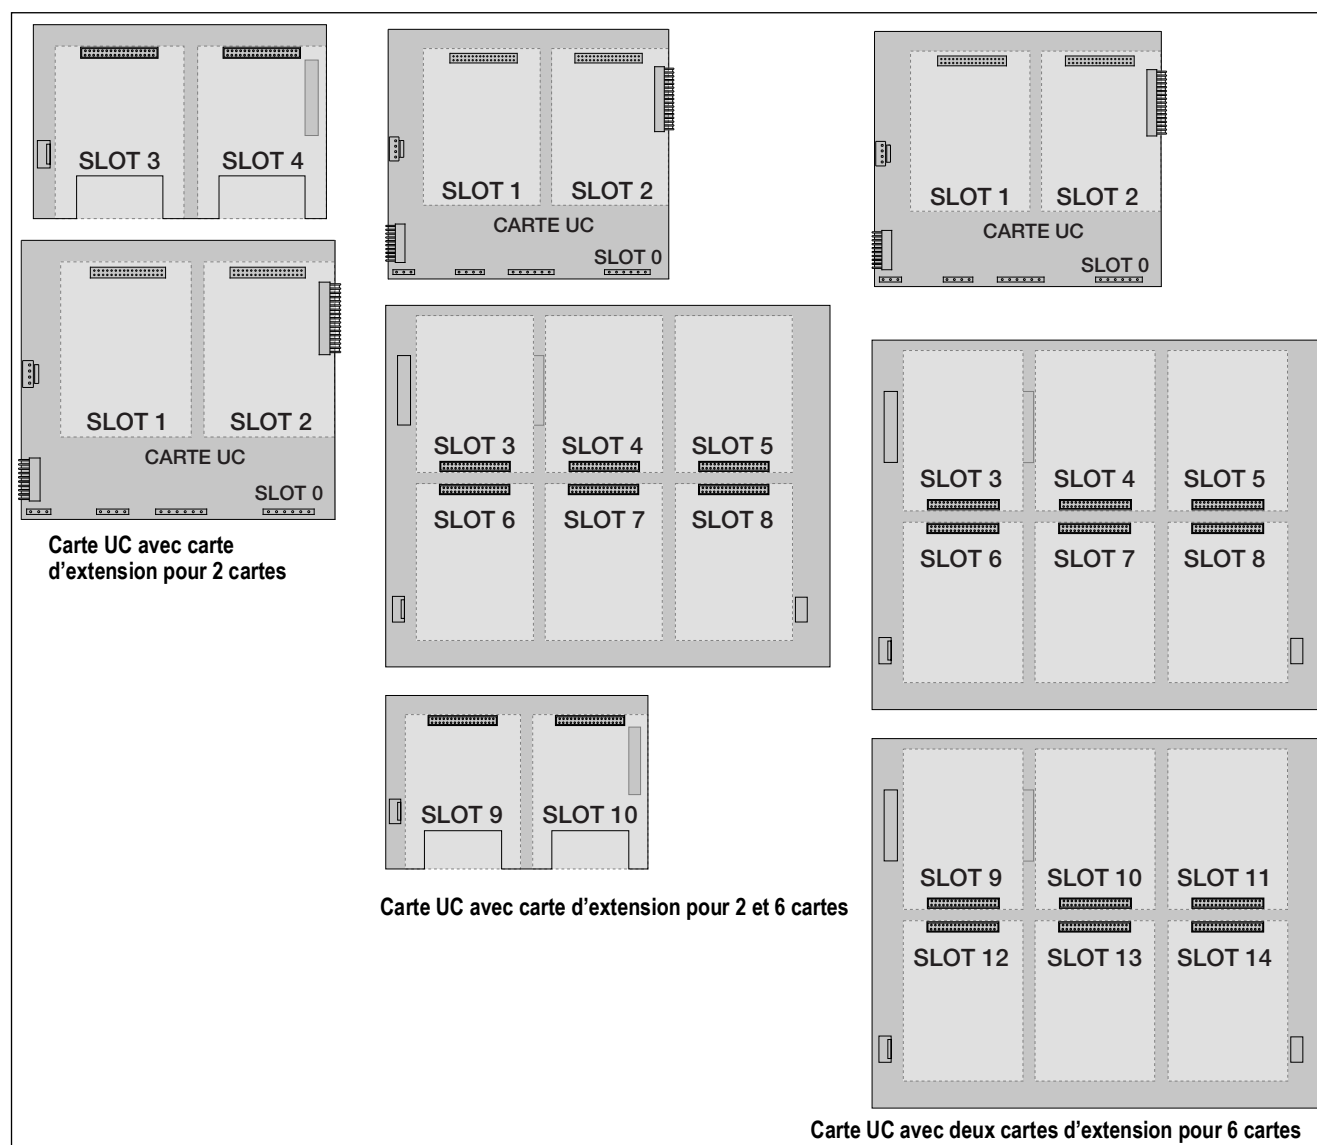 SLOT 3 SLOT 4
SLOT 1 SLOT 2
CARTE UC
SLOT 0
Carte UC avec carte
d’extension pour 2 cartes
SLOT 1 SLOT 2
CARTE UC
SLOT 0
SLOT 3 SLOT 4 SLOT 5
SLOT 6 SLOT 7 SLOT 8
SLOT 9 SLOT 10
Carte UC avec carte d’extension pour 2 et 6 cartes
SLOT 1 SLOT 2
CARTE UC
SLOT 0
SLOT 3 SLOT 4 SLOT 5
SLOT 6 SLOT 7 SLOT 8
SLOT 9 SLOT 10 SLOT 11
SLOT 12 SLOT 13 SLOT 14
Carte UC avec deux cartes d’extension pour 6 cartes